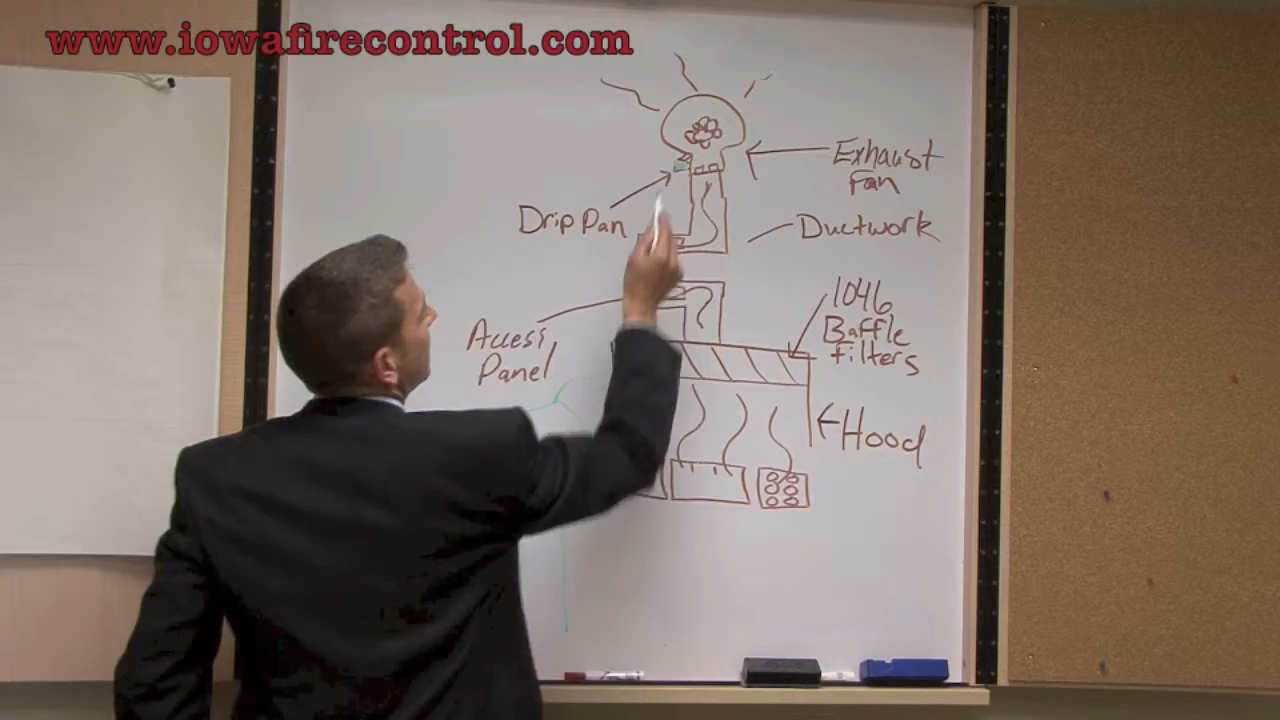 www.iowafirecontrol.com
Exhaust
Fan
Drip Pan
Ductwork
1046
Baffle
filters
Access
Panel
Hood